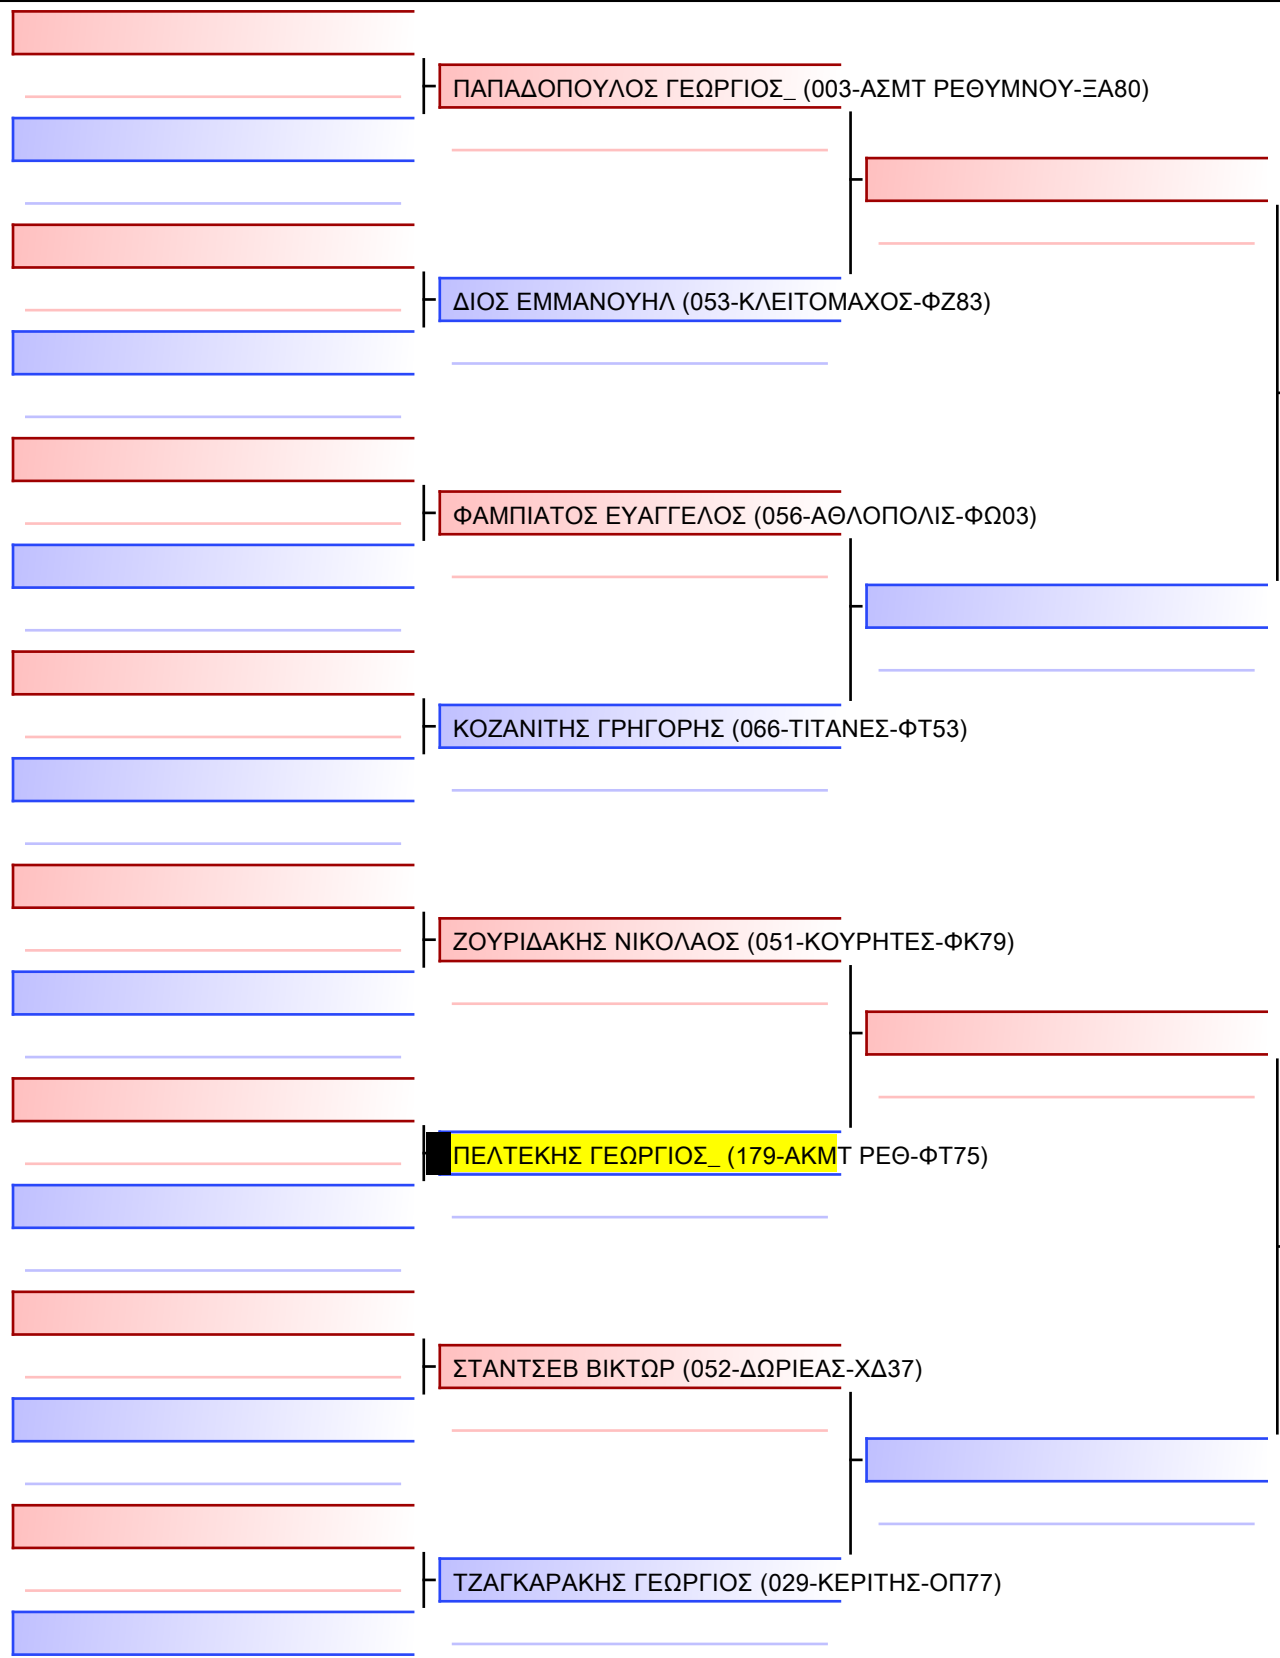 ΠΑΠΑΔΟΠΟΥΛΟΣ ΓΕΩΡΓΙΟΣ_ (003-ΑΣΜΤ ΡΕΘΥΜΝΟΥ-ΞΑ80)
ΔΙΟΣ ΕΜΜΑΝΟΥΗΛ (053-ΚΛΕΙΤΟΜΑΧΟΣ-ΦΖ83)
ΦΑΜΠΙΑΤΟΣ ΕΥΑΓΓΕΛΟΣ (056-ΑΘΛΟΠΟΛΙΣ-ΦΩ03)
ΚΟΖΑΝΙΤΗΣ ΓΡΗΓΟΡΗΣ (066-ΤΙΤΑΝΕΣ-ΦΤ53)
ΖΟΥΡΙΔΑΚΗΣ ΝΙΚΟΛΑΟΣ (051-ΚΟΥΡΗΤΕΣ-ΦΚ79)
ΠΕΛΤΕΚΗΣ ΓΕΩΡΓΙΟΣ_ (179-ΑΚΜΤ ΡΕΘ-ΦΤ75)
ΣΤΑΝΤΣΕΒ ΒΙΚΤΩΡ (052-ΔΩΡΙΕΑΣ-ΧΔ37)
ΤΖΑΓΚΑΡΑΚΗΣ ΓΕΩΡΓΙΟΣ (029-ΚΕΡΙΤΗΣ-ΟΠ77)